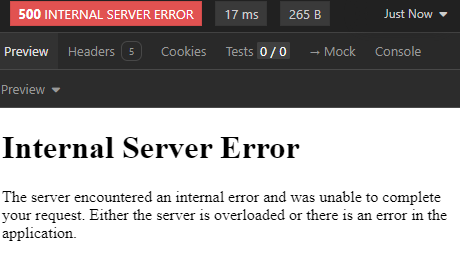 500 INTERNAL SERVER ERROR 17 ms 265 B Just Now
Preview Headers 5 Cookies Tests 0 / 0 → Mock Console
Preview
Internal Server Error
The server encountered an internal error and was unable to complete
your request. Either the server is overloaded or there is an error in the
application.